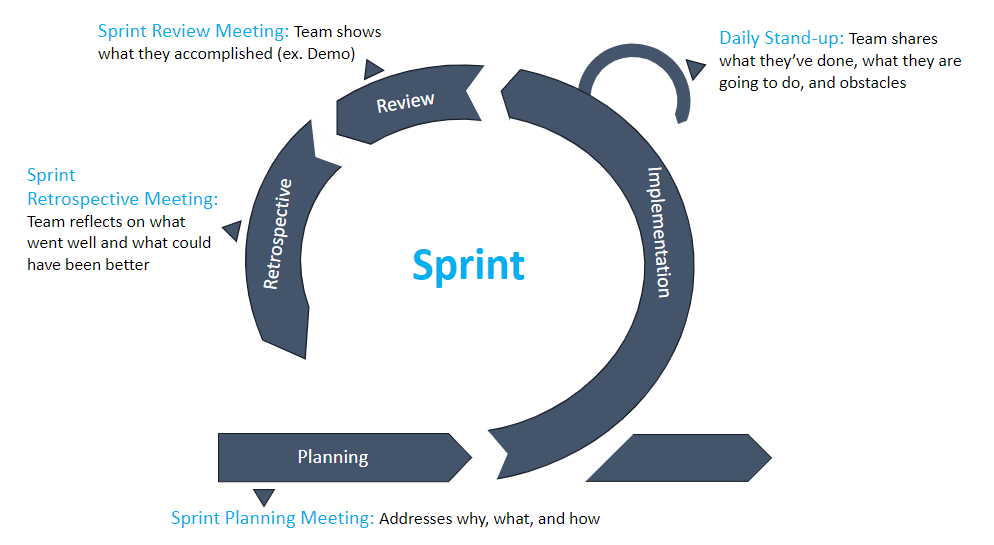 Sprint Review Meeting: Team shows
what they accomplished (ex. Demo)
Daily Stand-up: Team shares
what they’ve done, what they are
going to do, and obstacles
Review
Sprint
Retrospective Meeting:
Team reflects on what
went well and what could
have been better
Retrospective
Implementation
Sprint
Planning
Sprint Planning Meeting: Addresses why, what, and how